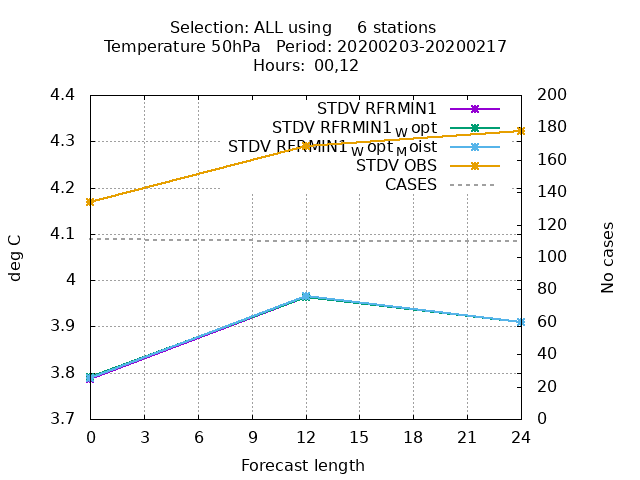 Selection: ALL using     6 stations
Temperature 50hPa   Period: 20200203-20200217
Hours:  00,12
4.4
4.3
4.2
4.1
4
3.9
3.8
3.7
deg C
STDV RFRMIN1
STDV RFRMIN1 W opt
STDV RFRMIN1 W opt M oist
STDV OBS
CASES
200
180
160
140
120
100
80
60
40
20
0
No cases
0 3 6 9 12 15 18 21 24
Forecast length